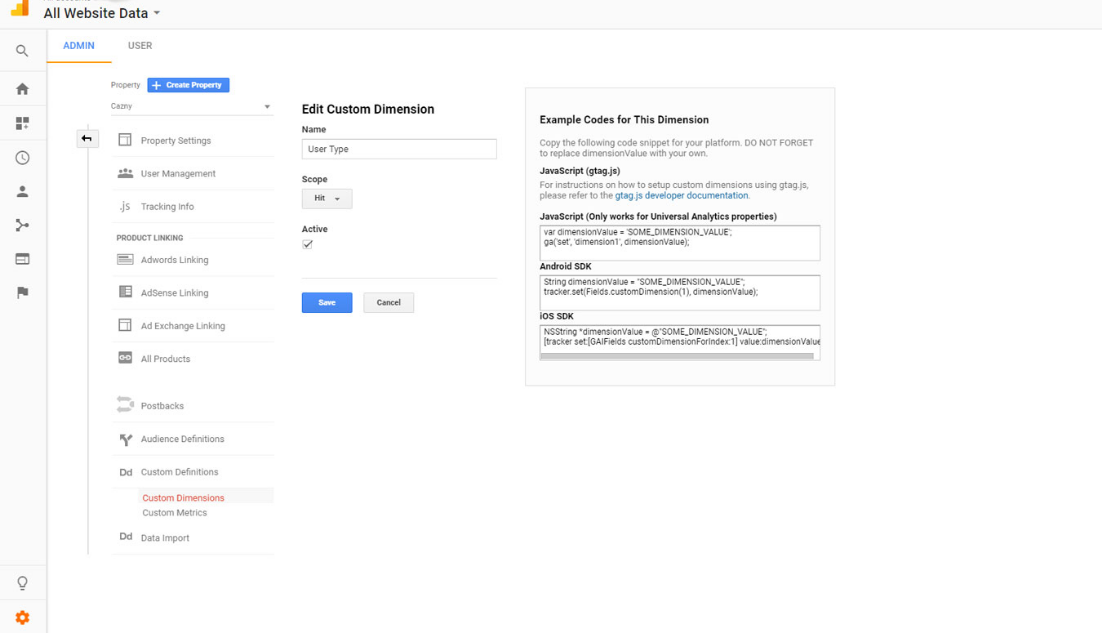 All Website Data
ADMIN
USER
Property
Create Property
Cazny
Property Settings
User Management
.js Tracking Info
PRODUCT LINKING
Adwords Linking
AdSense Linking
Ad Exchange Linking
All Products
Postbacks
Audience Definitions
Dd Custom Definitions
Custom Dimensions
Custom Metrics
Dd Data Import
Edit Custom Dimension
Name
User Type
Scope
Hit
Active
Save
Cancel
Example Codes for This Dimension
Copy the following code snippet for your platform. DO NOT FORGET
to replace dimensionValue with your own.
JavaScript (gtag.js)
For instructions on how to setup custom dimensions using gtag.js,
please refer to the gtag.js developer documentation.
JavaScript (Only works for Universal Analytics properties)
var dimensionValue = 'SOME_DIMENSION_VALUE';
ga('set', 'dimension1', dimensionValue);
Android SDK
String dimensionValue = "SOME_DIMENSION_VALUE";
tracker.set(Fields.customDimension(1), dimensionValue);
iOS SDK
NSString *dimensionValue = @"SOME_DIMENSION_VALUE";
[tracker set:[GAIFields customDimensionForIndex:1] value:dimensionValue